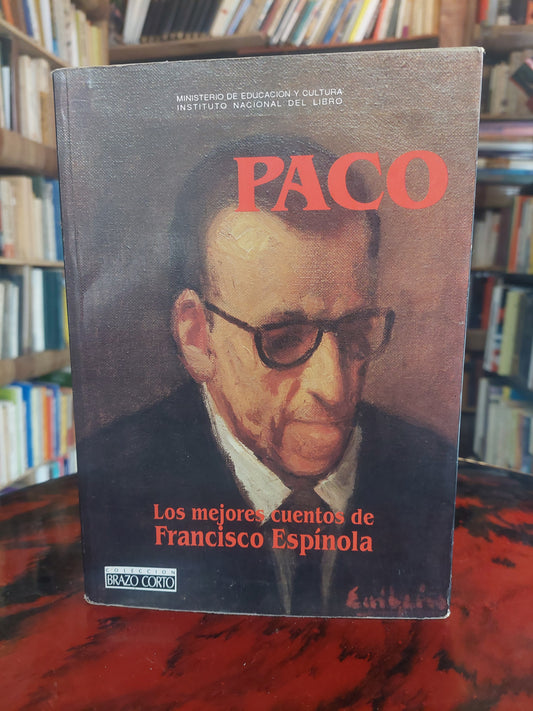 MINISTERIO DE EDUCACION Y CULTURA
INSTITUTO NACIONAL DEL LIBRO
PACO
Los mejores cuentos de
Francisco Espínola
COLECCION
BRAZO CORTO